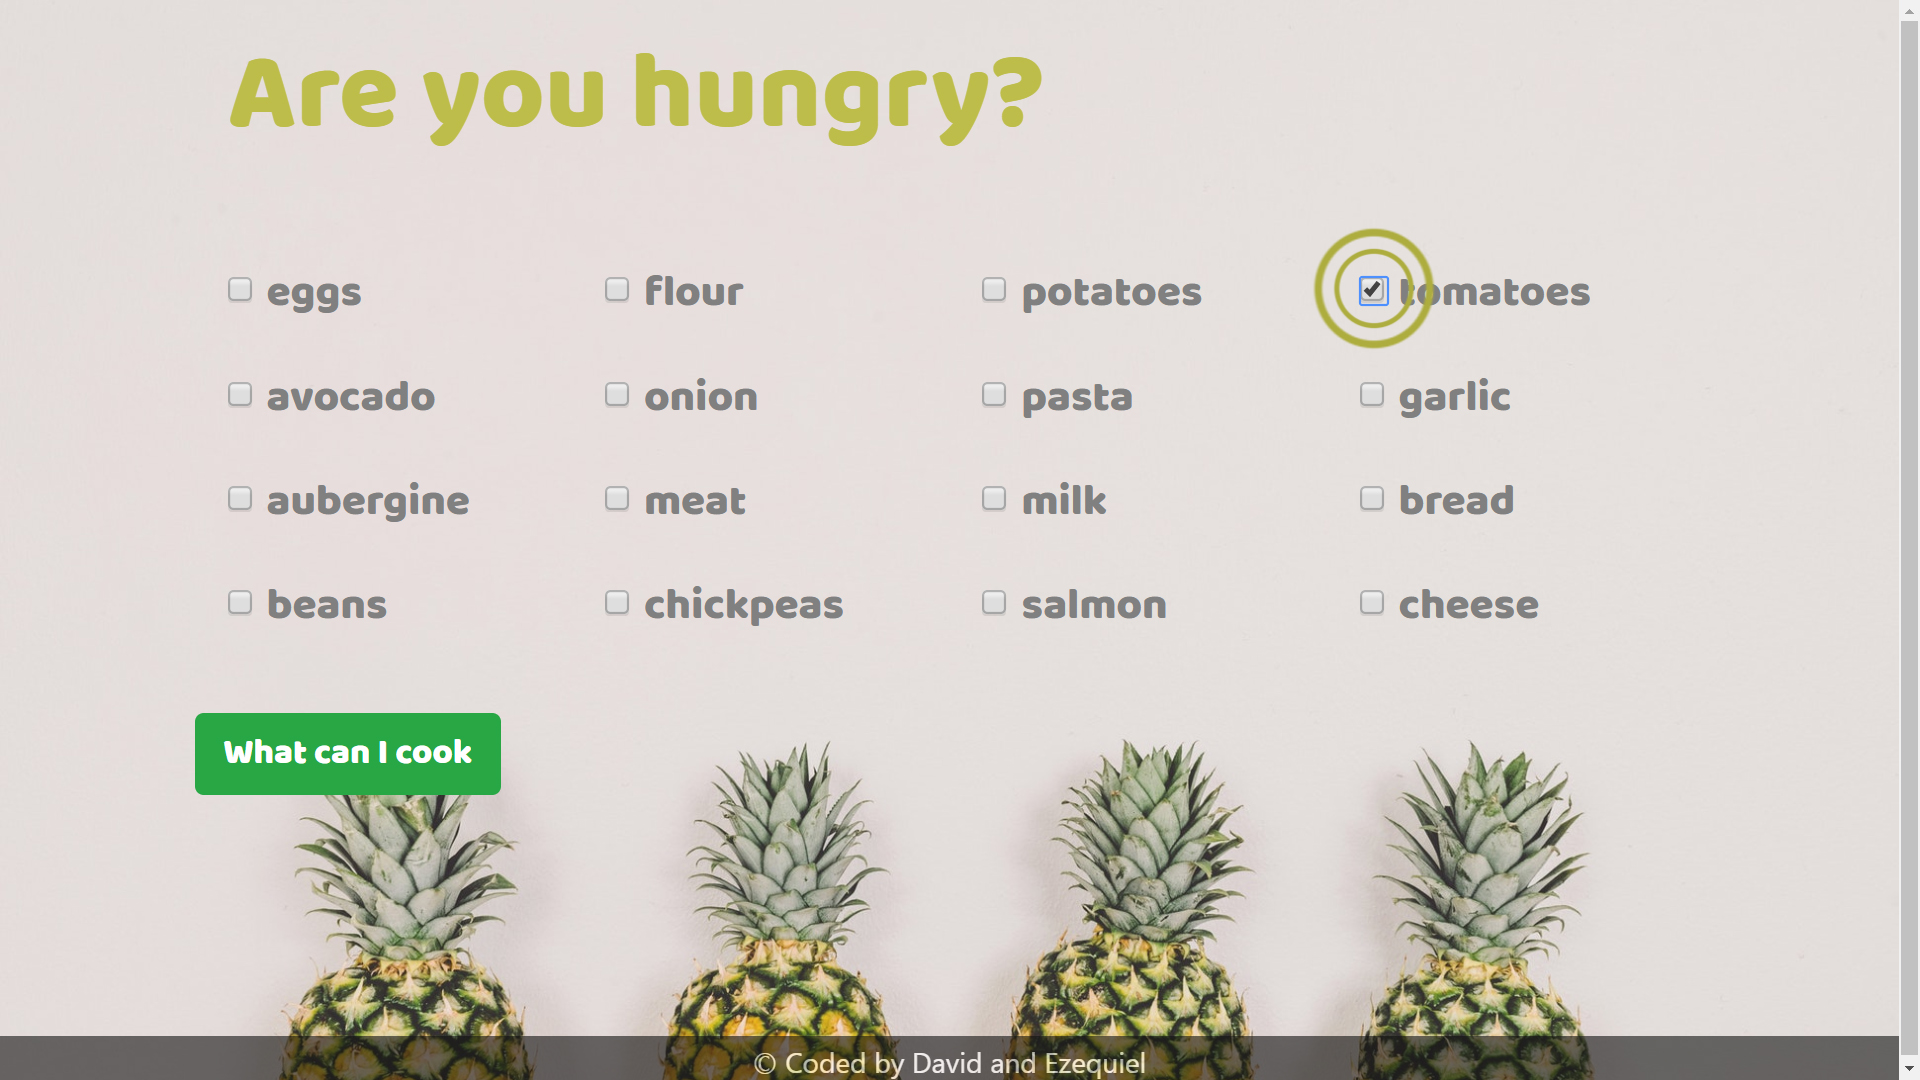 Are you hungry?
eggs flour potatoes tomatoes
avocado onion pasta garlic
aubergine meat milk bread
beans chickpeas salmon cheese
What can I cook
© Coded by David and Ezequiel